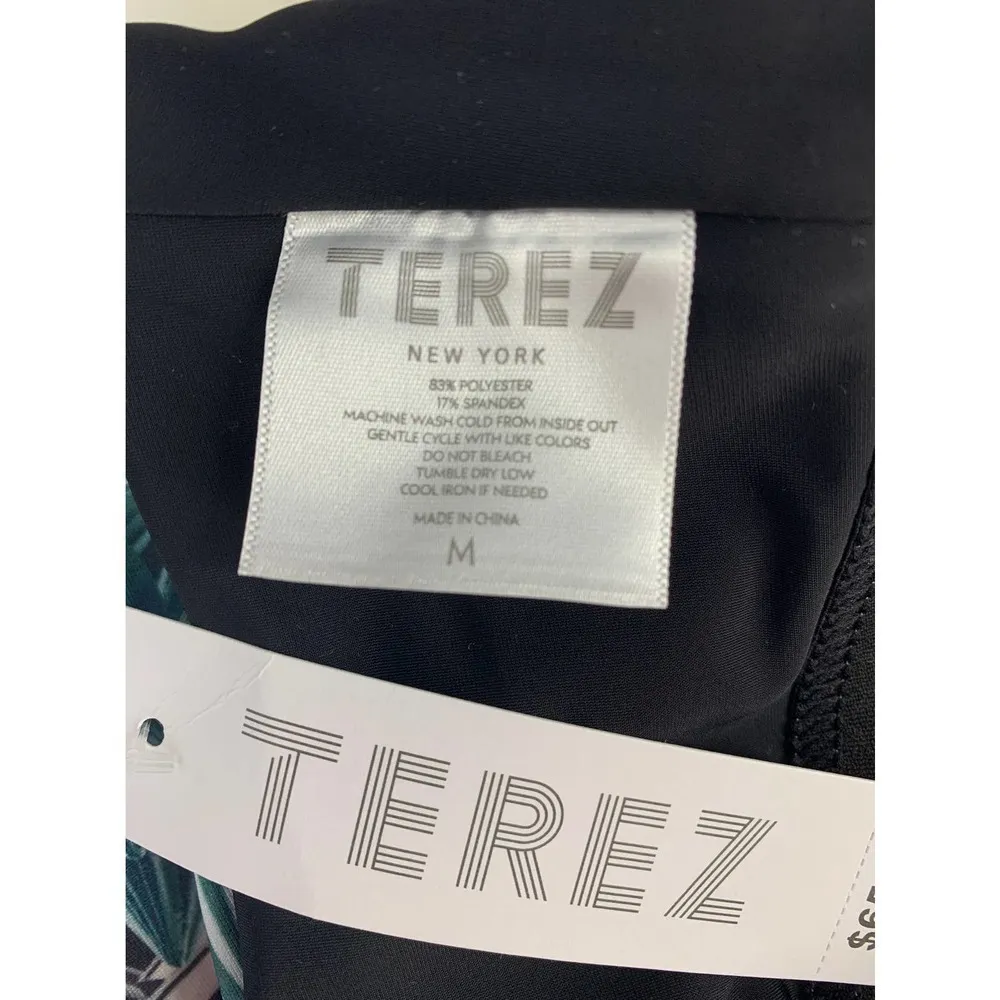 TEREZ
NEW YORK
83% POLYESTER
17% SPANDEX
MACHINE WASH COLD FROM INSIDE OUT
GENTLE CYCLE WITH LIKE COLORS
DO NOT BLEACH
TUMBLE DRY LOW
COOL IRON IF NEEDED
MADE IN CHINA
M
TEREZ